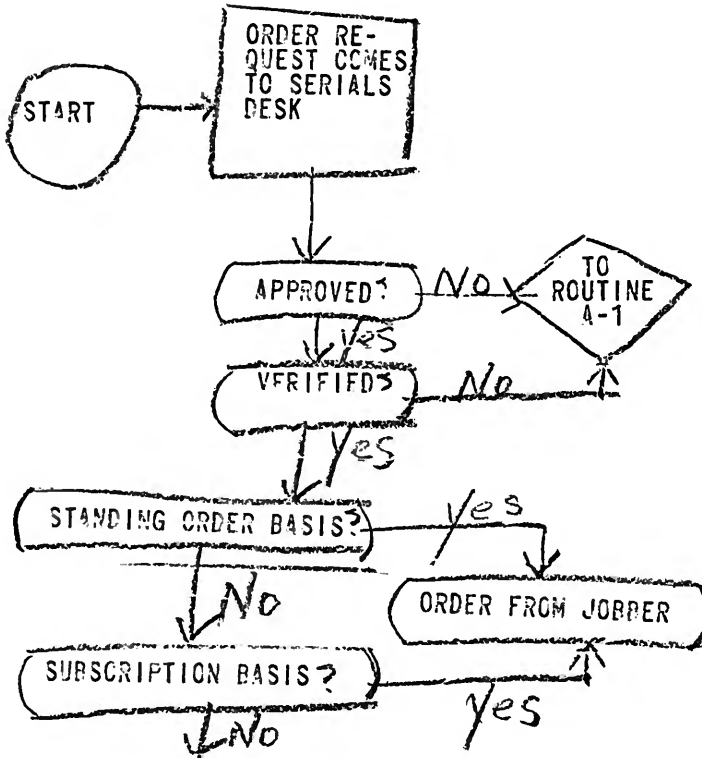 START
ORDER RE-
QUEST COMES
TO SERIALS
DESK
APPROVED?
No
TO
ROUTINE
A-1
Yes
VERIFIED?
No
Yes
STANDING ORDER BASIS?
Yes
No
ORDER FROM JOBBER
SUBSCRIPTION BASIS?
Yes
No